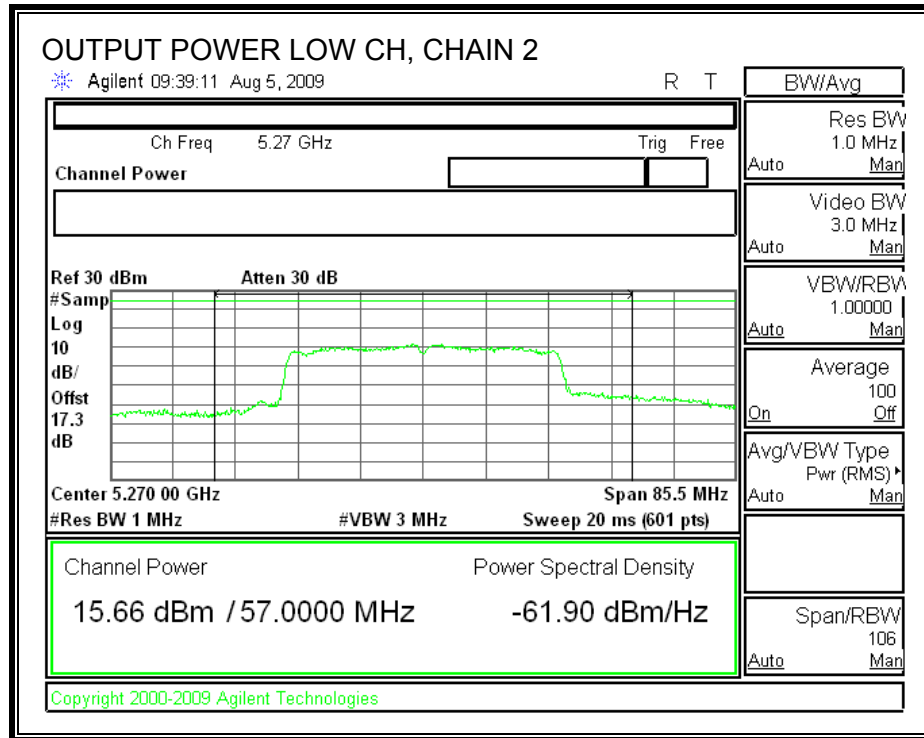 OUTPUT POWER LOW CH, CHAIN 2
Agilent 09:39:11 Aug 5, 2009 R T
Ch Freq 5.27 GHz Trig Free
Channel Power
Ref 30 dBm Atten 30 dB
#Samp
Log
10
dB/
Offst
17.3
dB
Center 5.270 00 GHz Span 85.5 MHz
#Res BW 1 MHz #VBW 3 MHz Sweep 20 ms (601 pts)
Channel Power Power Spectral Density
15.66 dBm / 57.0000 MHz -61.90 dBm/Hz
Copyright 2000-2009 Agilent Technologies
BW/Avg
Res BW
1.0 MHz
Auto Man
Video BW
3.0 MHz
Auto Man
VBW/RBW
1.00000
Auto Man
Average
100
On Off
Avg/VBW Type
Pwr (RMS)
Auto Man
Span/RBW
106
Auto Man